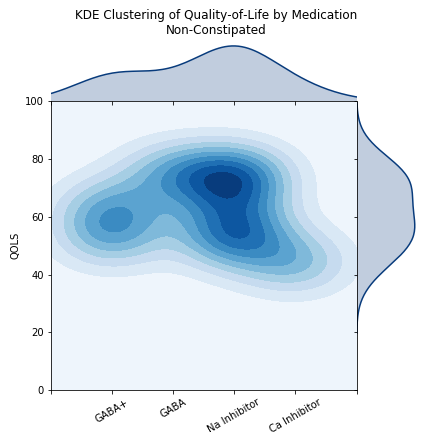 KDE Clustering of Quality-of-Life by Medication
Non-Constipated
100
80
60
40
20
0
QOLS
GABA+
GABA
Na Inhibitor
Ca Inhibitor